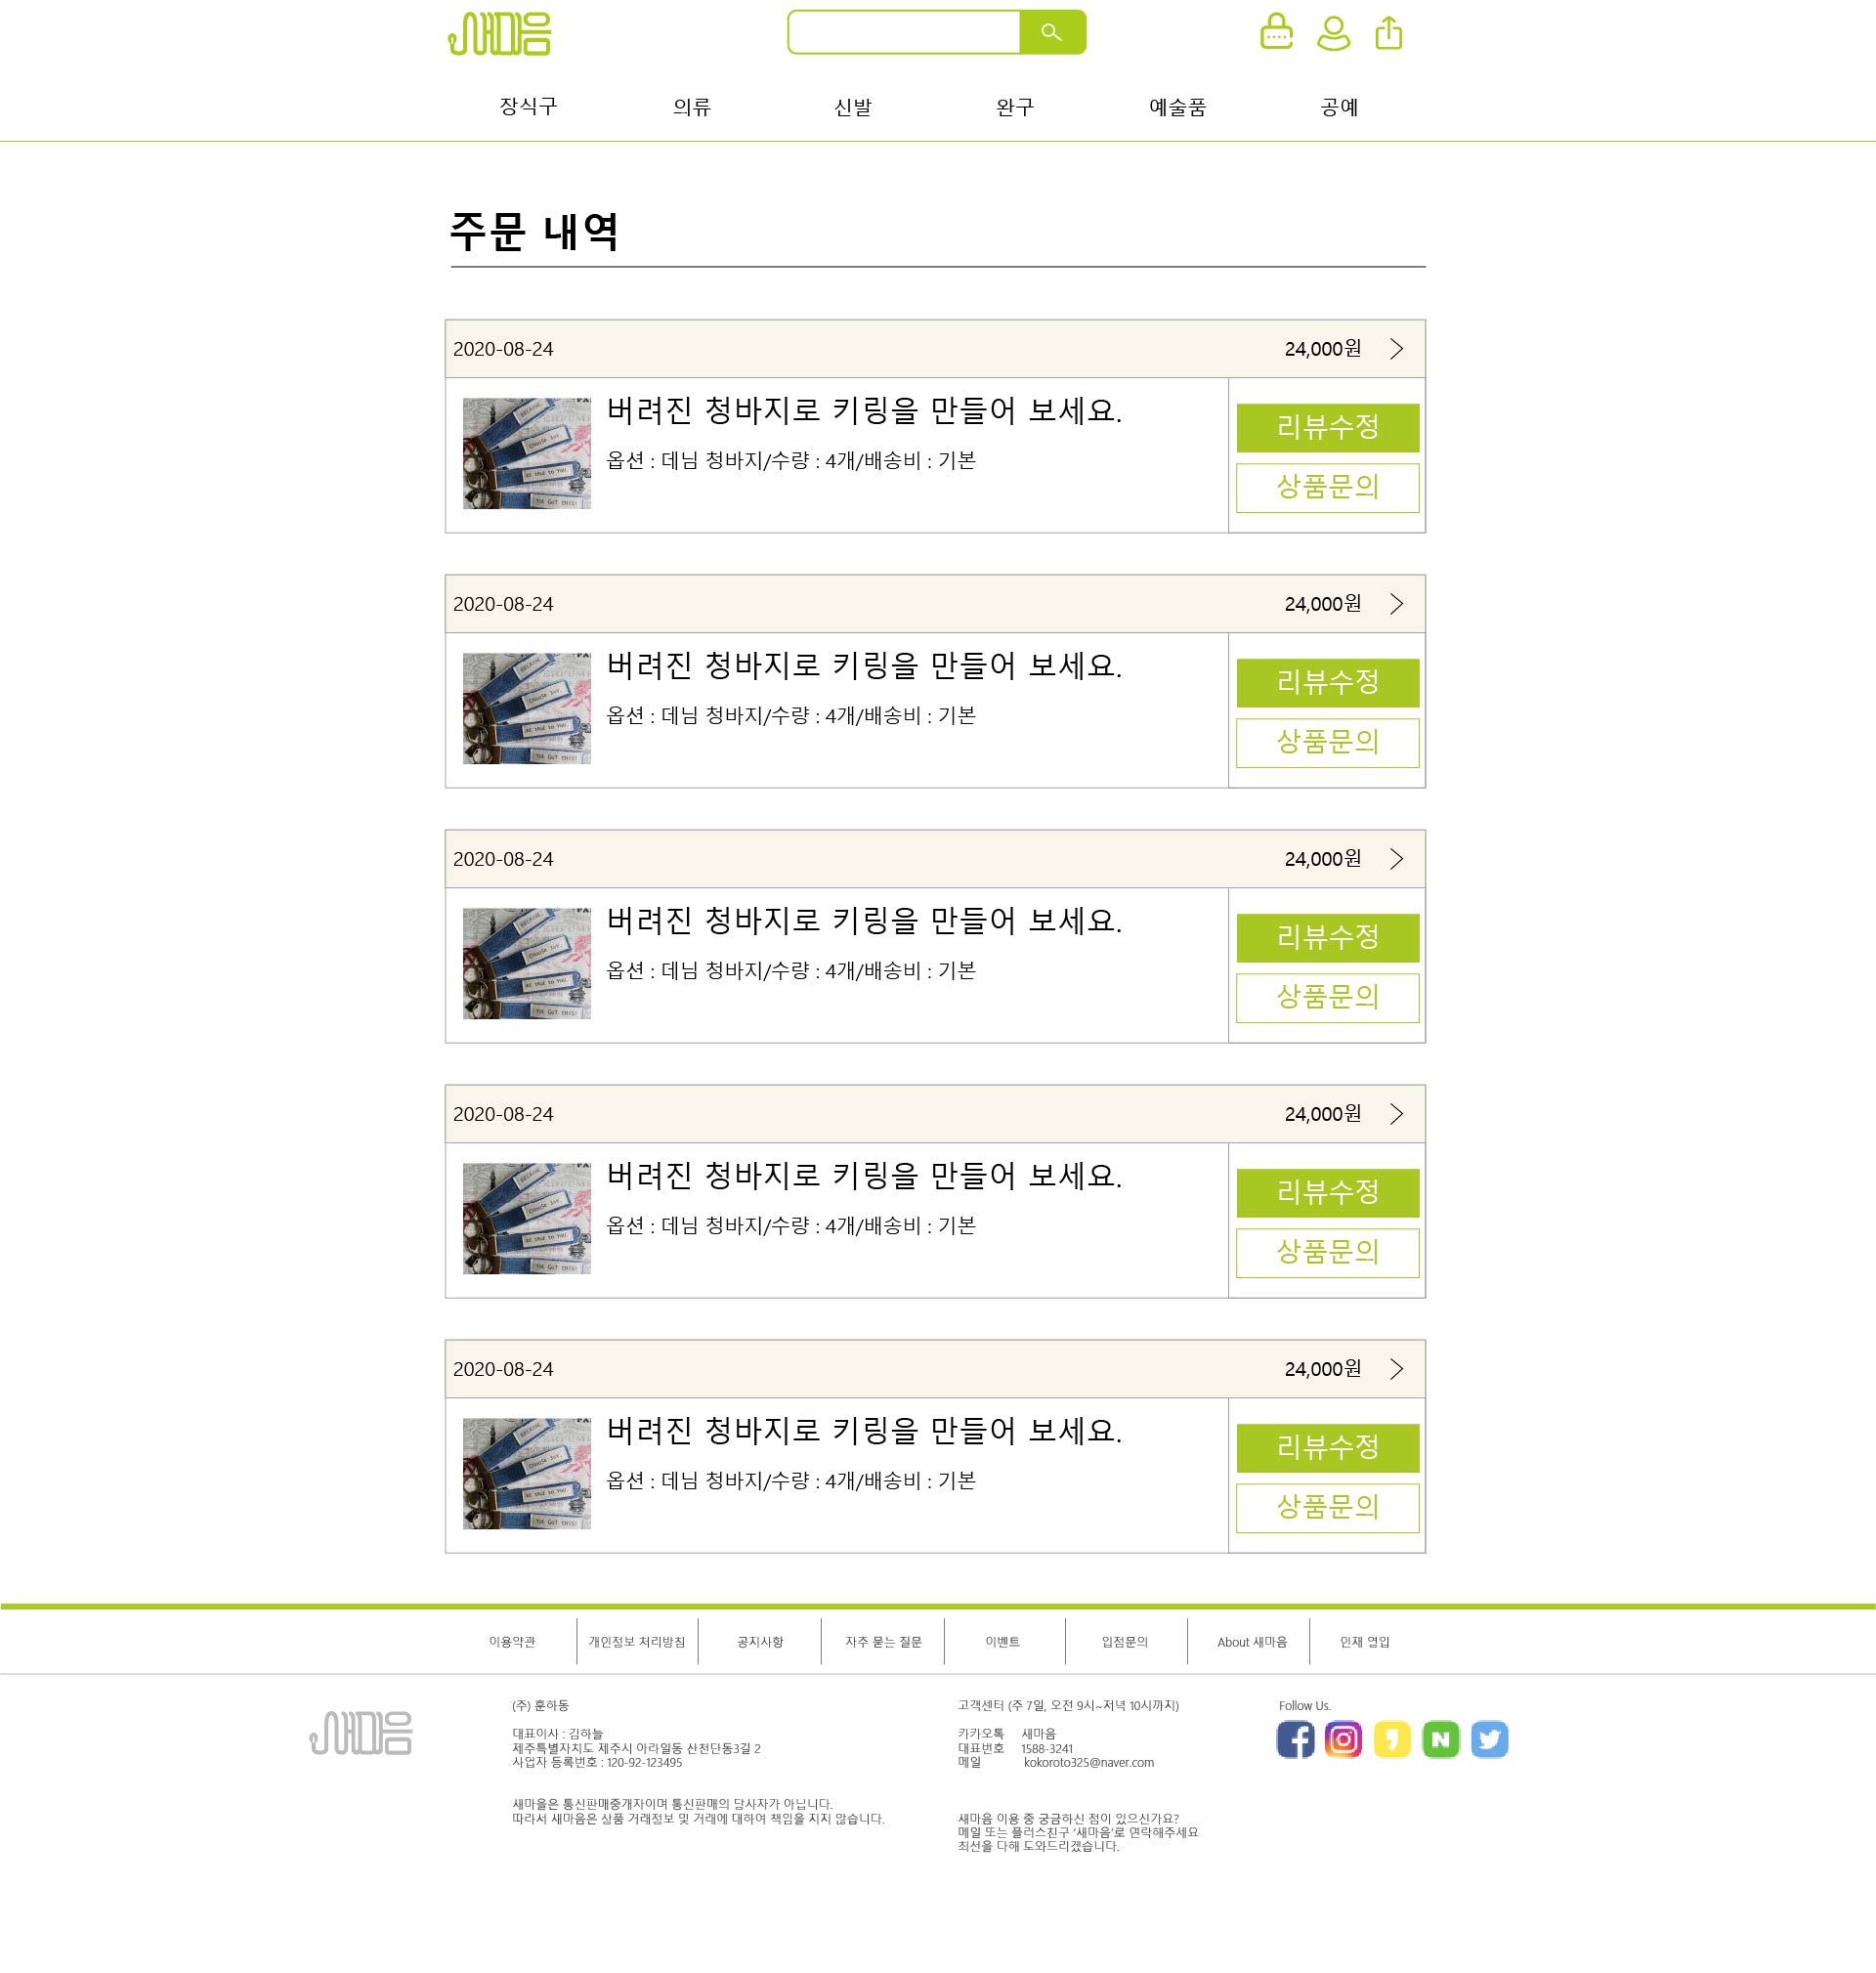 새마음
장식구 의류 신발 완구 예술품 공예
주문 내역
2020-08-24 24,000원
버려진 청바지로 키링을 만들어 보세요.
리뷰수정
옵션 : 데님 청바지/수량 : 4개/배송비 : 기본
상품문의
2020-08-24 24,000원
버려진 청바지로 키링을 만들어 보세요.
리뷰수정
옵션 : 데님 청바지/수량 : 4개/배송비 : 기본
상품문의
2020-08-24 24,000원
버려진 청바지로 키링을 만들어 보세요.
리뷰수정
옵션 : 데님 청바지/수량 : 4개/배송비 : 기본
상품문의
2020-08-24 24,000원
버려진 청바지로 키링을 만들어 보세요.
리뷰수정
옵션 : 데님 청바지/수량 : 4개/배송비 : 기본
상품문의
2020-08-24 24,000원
버려진 청바지로 키링을 만들어 보세요.
리뷰수정
옵션 : 데님 청바지/수량 : 4개/배송비 : 기본
상품문의
이용약관 개인정보 처리방침 공지사항 자주 묻는 질문 이벤트 입점문의 About 새마음 인재 영입
새마음
(주) 훈하동
대표이사 : 김하늘
제주특별자치도 제주시 아라일동 산천단동3길 2
사업자 등록번호 : 120-92-123495
새마을은 통신판매중개자이며 통신판매의 당사자가 아닙니다.
따라서 새마음은 상품 거래정보 및 거래에 대하여 책임을 지지 않습니다.
고객센터 (주 7일, 오전 9시~저녁 10시까지)
카카오톡 새마음
대표번호 1588-3241
메일 kokoroto325@naver.com
새마음 이용 중 궁금하신 점이 있으신가요?
메일 또는 플러스친구 ‘새마음’로 연락해주세요
최선을 다해 도와드리겠습니다.
Follow Us.